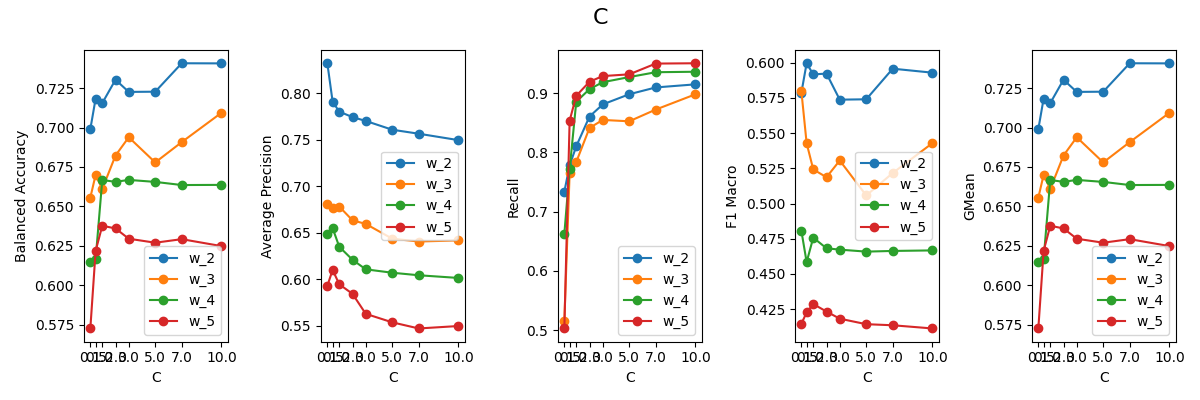 C
Balanced Accuracy
0.725
0.700
0.675
0.650
0.625
0.600
0.575
w_2
w_3
w_4
w_5
5.0
7.0
10.0
C
Average Precision
0.80
0.75
0.70
0.65
0.60
0.55
w_2
w_3
w_4
w_5
5.0
7.0
10.0
C
Recall
0.9
0.8
0.7
0.6
0.5
w_2
w_3
w_4
w_5
5.0
7.0
10.0
C
F1 Macro
0.600
0.575
0.550
0.525
0.500
0.475
0.450
0.425
w_2
w_3
w_4
w_5
5.0
7.0
10.0
C
GMean
0.725
0.700
0.675
0.650
0.625
0.600
0.575
w_2
w_3
w_4
w_5
5.0
7.0
10.0
C